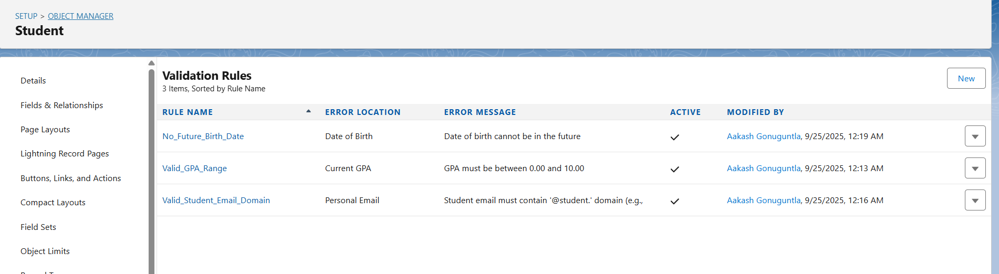 SETUP > OBJECT MANAGER
Student
Details
Fields & Relationships
Page Layouts
Lightning Record Pages
Buttons, Links, and Actions
Compact Layouts
Field Sets
Object Limits
Validation Rules
3 Items, Sorted by Rule Name
New
RULE NAME ERROR LOCATION ERROR MESSAGE ACTIVE MODIFIED BY
No_Future_Birth_Date Date of Birth Date of birth cannot be in the future Aakash Gonuguntla, 9/25/2025, 12:19 AM
Valid_GPA_Range Current GPA GPA must be between 0.00 and 10.00 Aakash Gonuguntla, 9/25/2025, 12:13 AM
Valid_Student_Email_Domain Personal Email Student email must contain '@student.' domain (e.g., Aakash Gonuguntla, 9/25/2025, 12:16 AM